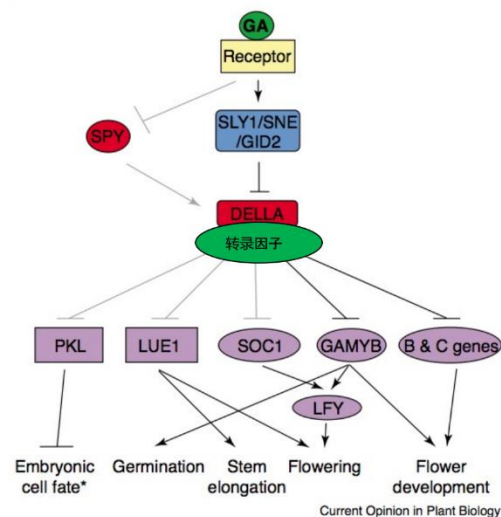 GA
Receptor
SPY
SLY1/SNE
/GID2
DELLA
转录因子
PKL
LUE1
SOC1
GAMYB
B & C genes
LFY
Embryonic
cell fate*
Germination
Stem
elongation
Flowering
Flower
development
Current Opinion in Plant Biology